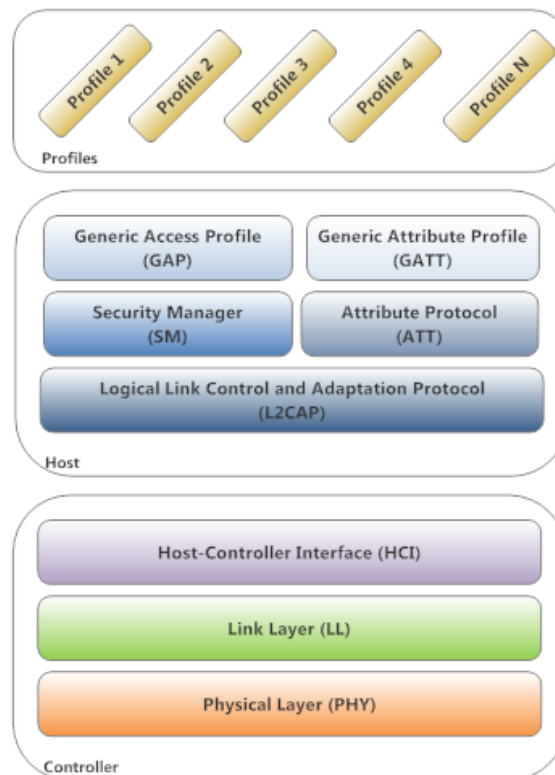 Profile 1
Profile 2
Profile 3
Profile 4
Profile N
Profiles
Generic Access Profile
(GAP)
Generic Attribute Profile
(GATT)
Security Manager
(SM)
Attribute Protocol
(ATT)
Logical Link Control and Adaptation Protocol
(L2CAP)
Host
Host-Controller Interface (HCI)
Link Layer (LL)
Physical Layer (PHY)
Controller